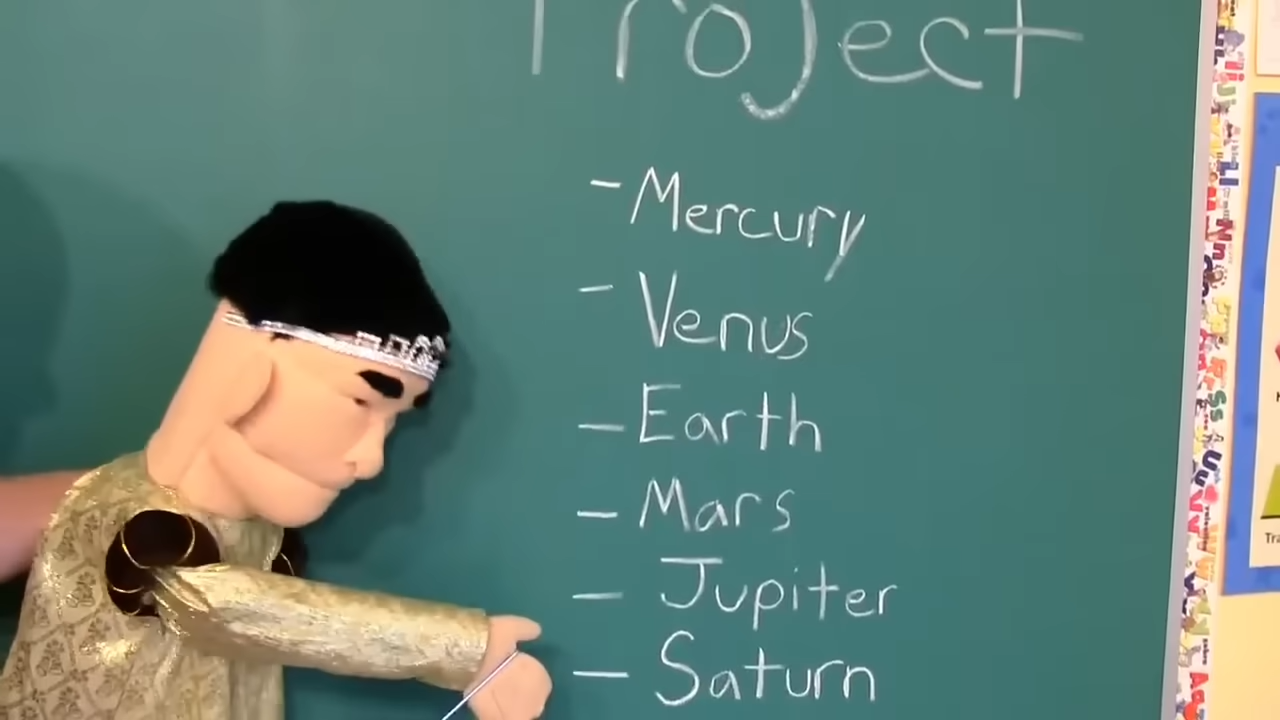 Project
- Mercury
- Venus
- Earth
- Mars
- Jupiter
- Saturn